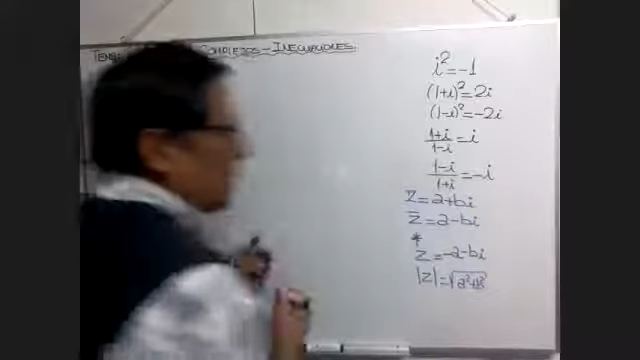 COMPLEJOS - INECUACIONES
i² = -1
(1+i)² = 2i
(1-i)² = -2i
1+i/1-i = i
1-i/1+i = -i
Z = a+bi
z̄ = a-bi
*
z = -a-bi
|z| = √a²+b²